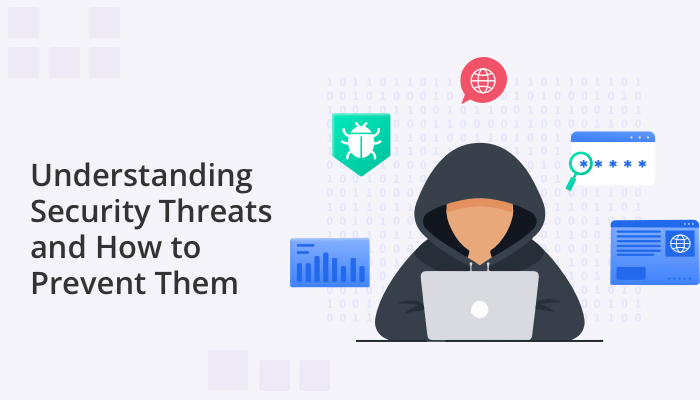 Understanding
Security Threats
and How to
Prevent Them
*****